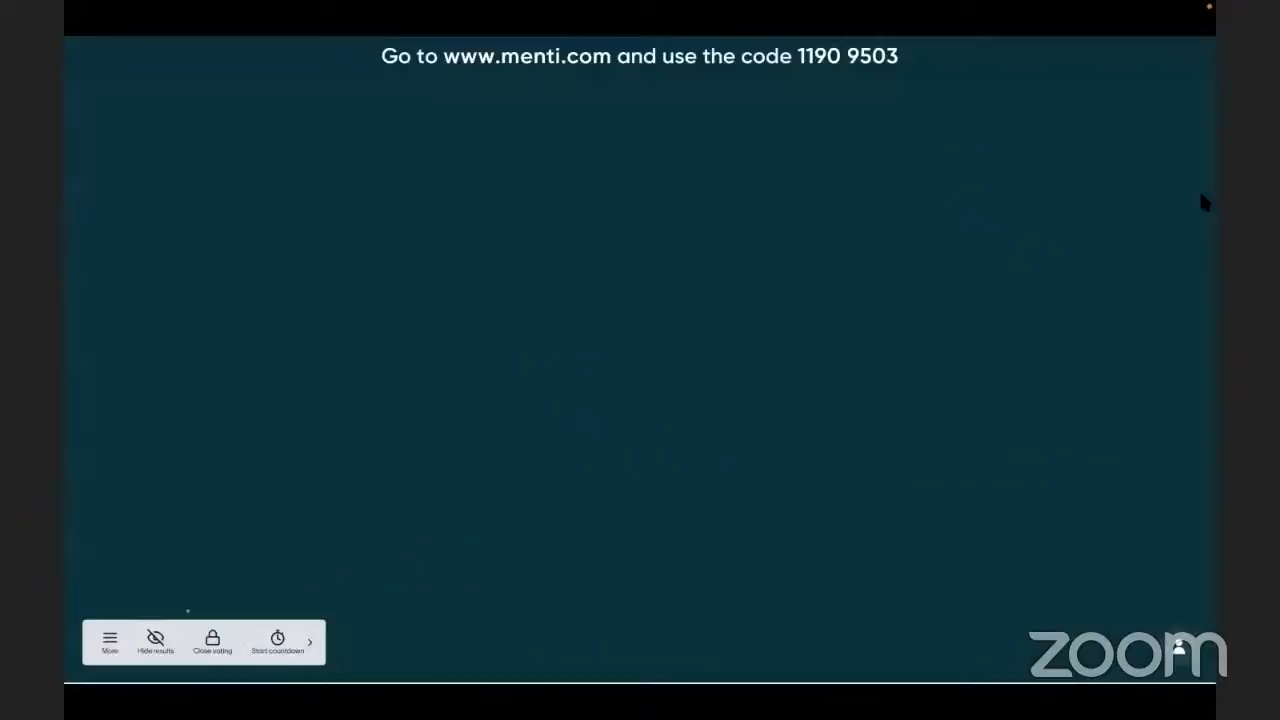 Go to www.menti.com and use the code 1190 9503
More
Hide results
Close voting
Start countdown
zoom